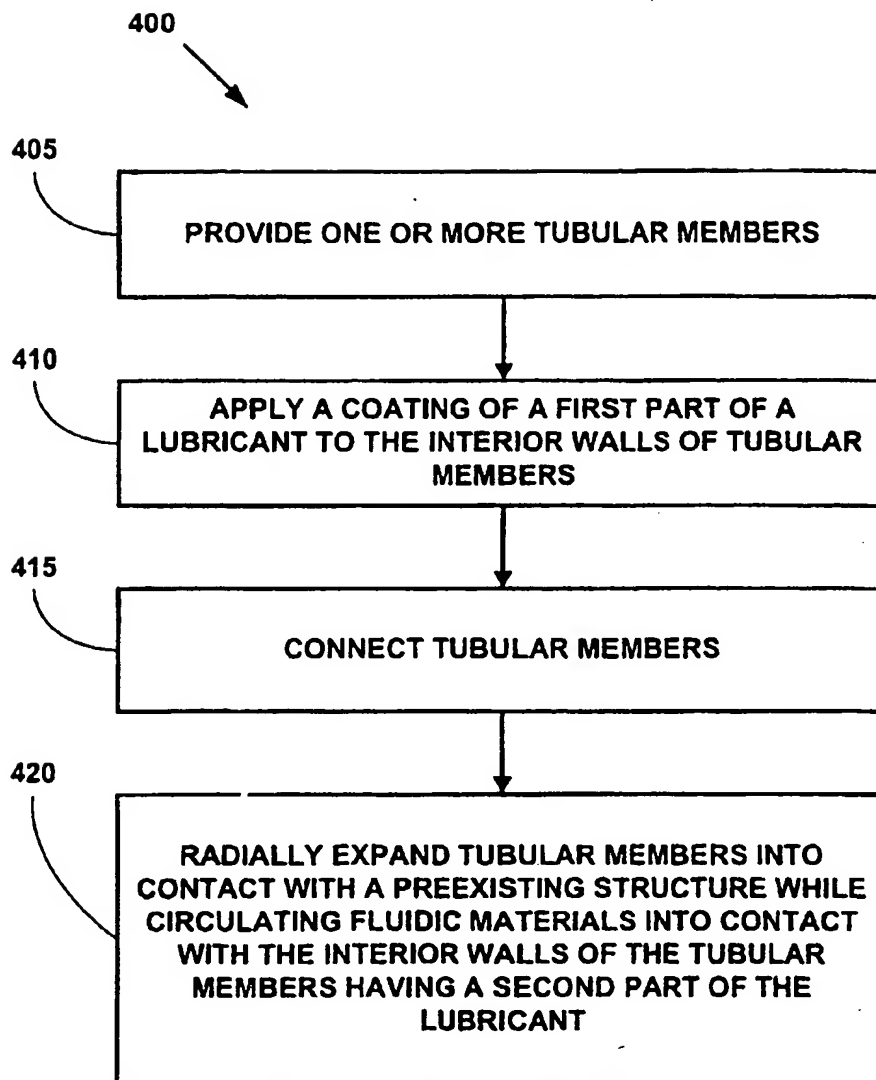 400
405
PROVIDE ONE OR MORE TUBULAR MEMBERS
410
APPLY A COATING OF A FIRST PART OF A
LUBRICANT TO THE INTERIOR WALLS OF TUBULAR
MEMBERS
415
CONNECT TUBULAR MEMBERS
420
RADIALLY EXPAND TUBULAR MEMBERS INTO
CONTACT WITH A PREEXISTING STRUCTURE WHILE
CIRCULATING FLUIDIC MATERIALS INTO CONTACT
WITH THE INTERIOR WALLS OF THE TUBULAR
MEMBERS HAVING A SECOND PART OF THE
LUBRICANT